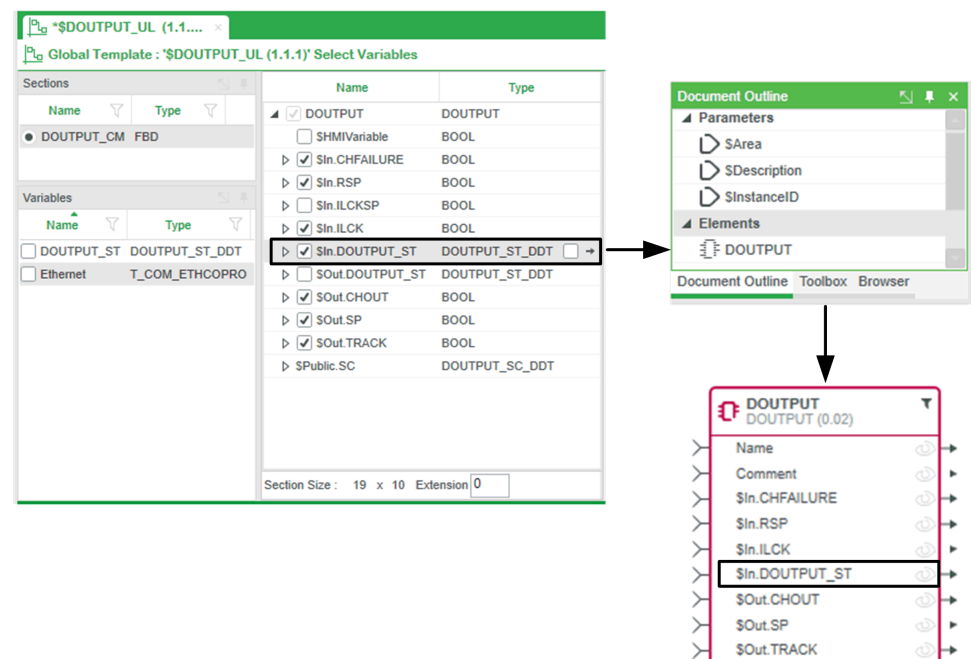 *$DOUTPUT_UL (1.1.... ×
Global Template : '$DOUTPUT_UL (1.1.1)' Select Variables
Sections
Name Type
DOUTPUT_CM FBD
Variables
Name Type
DOUTPUT_ST DOUTPUT_ST_DDT
Ethernet T_COM_ETHCOPRO
Name Type
DOUTPUT DOUTPUT
$HMIVariable BOOL
$In.CHFAILURE BOOL
$In.RSP BOOL
$In.ILCKSP BOOL
$In.ILCK BOOL
$In.DOUTPUT_ST DOUTPUT_ST_DDT
$Out.DOUTPUT_ST DOUTPUT_ST_DDT
$Out.CHOUT BOOL
$Out.SP BOOL
$Out.TRACK BOOL
$Public.SC DOUTPUT_SC_DDT
Section Size : 19 x 10 Extension 0
Document Outline
Parameters
$Area
$Description
$InstanceID
Elements
DOUTPUT
Document Outline Toolbox Browser
DOUTPUT
DOUTPUT (0.02)
Name
Comment
$In.CHFAILURE
$In.RSP
$In.ILCK
$In.DOUTPUT_ST
$Out.CHOUT
$Out.SP
$Out.TRACK